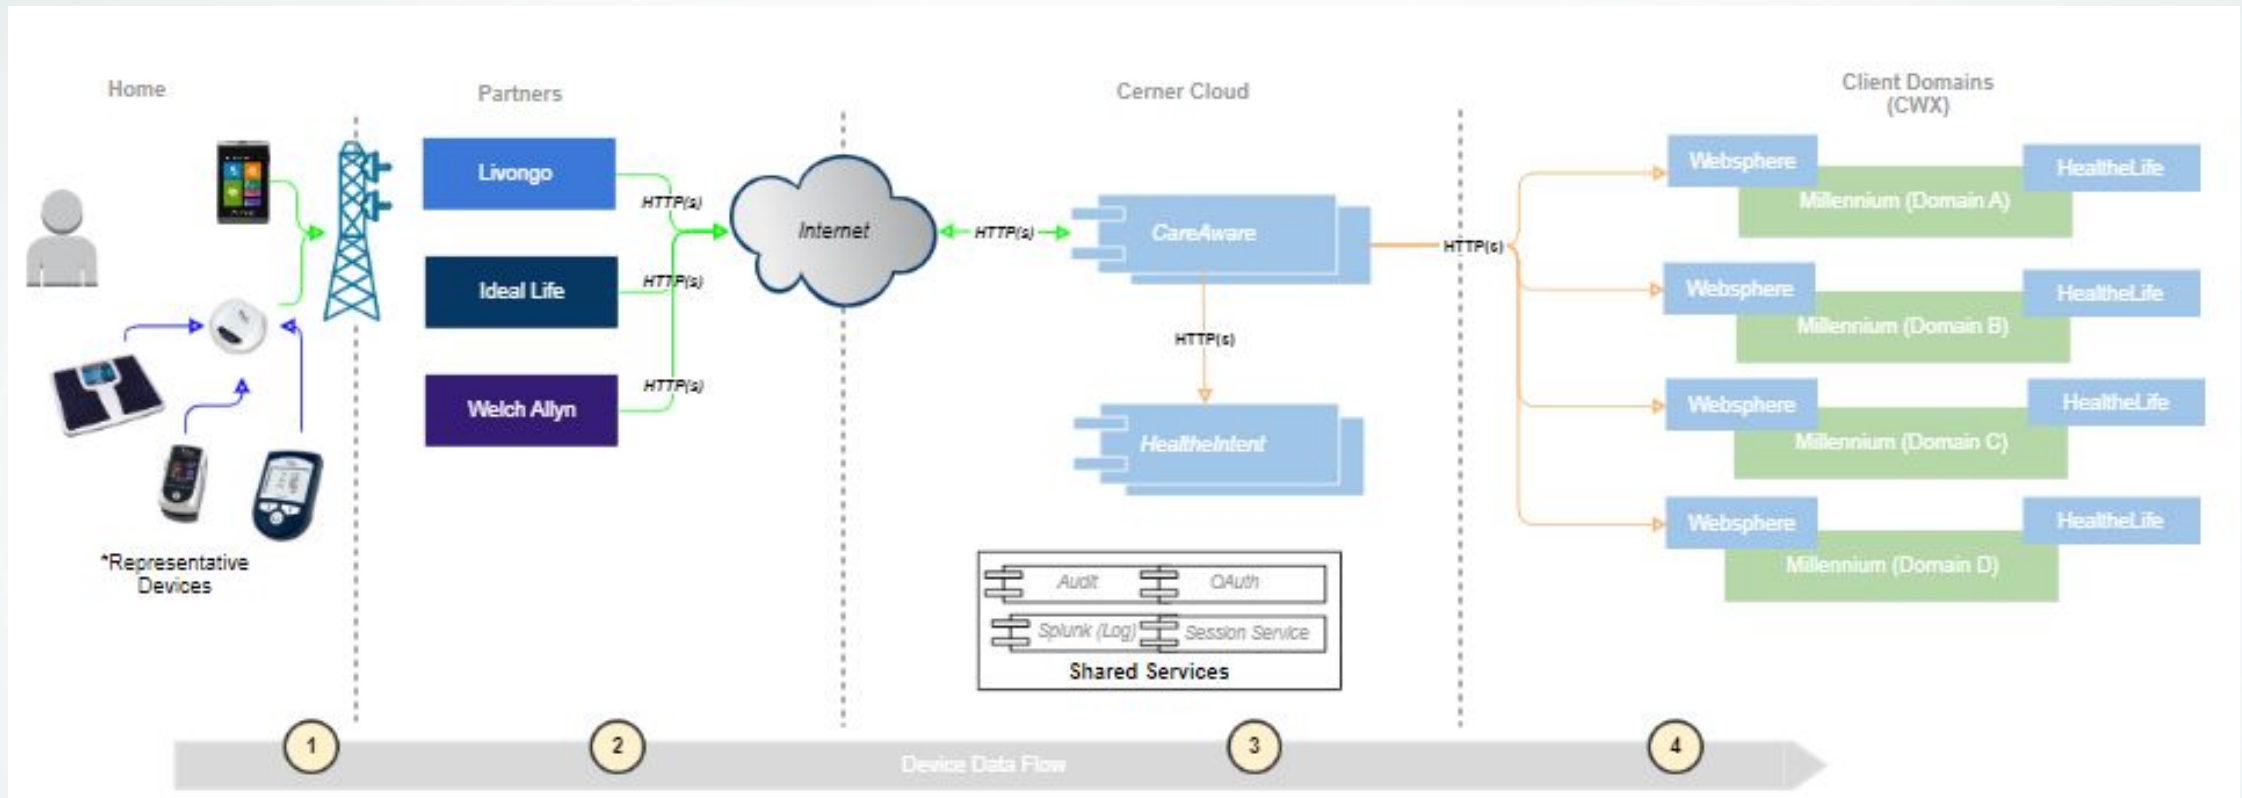 Home
Partners
Cerner Cloud
Client Domains
(CWX)
Livongo
Ideal Life
Welch Allyn
HTTP(s)
HTTP(s)
HTTP(s)
Internet
HTTP(s)
CareAware
HTTP(s)
HealtheIntent
HTTP(s)
Websphere
Millennium (Domain A)
HealtheLife
Websphere
Millennium (Domain B)
HealtheLife
Websphere
Millennium (Domain C)
HealtheLife
Websphere
Millennium (Domain D)
HealtheLife
*Representative
Devices
Audit
OAuth
Splunk (Log)
Session Service
Shared Services
1
2
3
4
Device Data Flow